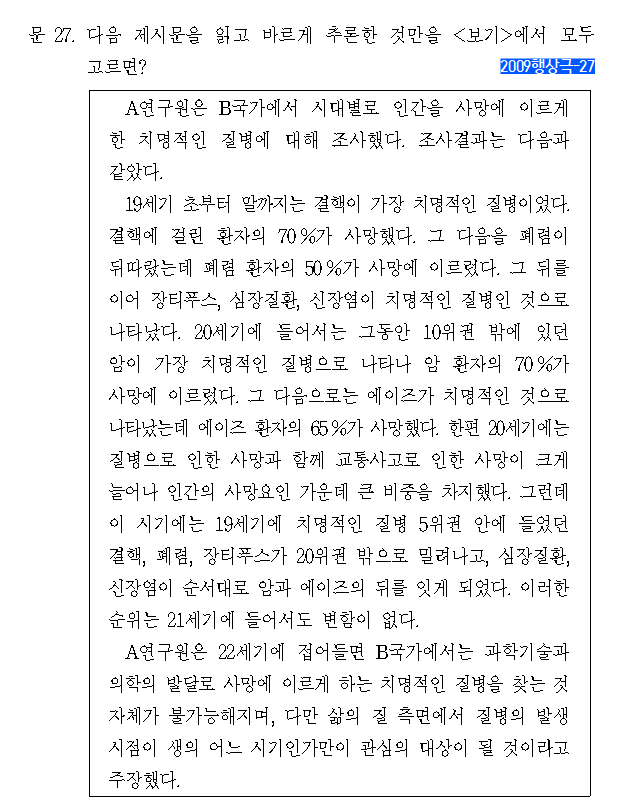 문 27. 다음 제시문을 읽고 바르게 추론한 것만을 <보기>에서 모두
고르면?
2009행상극-27
A연구원은 B국가에서 시대별로 인간을 사망에 이르게
한 치명적인 질병에 대해 조사했다. 조사결과는 다음과
같았다.
19세기 초부터 말까지는 결핵이 가장 치명적인 질병이었다.
결핵에 걸린 환자의 70%가 사망했다. 그 다음을 폐렴이
뒤따랐는데 폐렴 환자의 50%가 사망에 이르렀다. 그 뒤를
이어 장티푸스, 심장질환, 신장염이 치명적인 질병인 것으로
나타났다. 20세기에 들어서는 그동안 10위권 밖에 있던
암이 가장 치명적인 질병으로 나타나 암 환자의 70%가
사망에 이르렀다. 그 다음으로는 에이즈가 치명적인 것으로
나타났는데 에이즈 환자의 65%가 사망했다. 한편 20세기에는
질병으로 인한 사망과 함께 교통사고로 인한 사망이 크게
늘어나 인간의 사망요인 가운데 큰 비중을 차지했다. 그런데
이 시기에는 19세기에 치명적인 질병 5위권 안에 들었던
결핵, 폐렴, 장티푸스가 20위권 밖으로 밀려나고, 심장질환,
신장염이 순서대로 암과 에이즈의 뒤를 잇게 되었다. 이러한
순위는 21세기에 들어서도 변함이 없다.
A연구원은 22세기에 접어들면 B국가에서는 과학기술과
의학의 발달로 사망에 이르게 하는 치명적인 질병을 찾는 것
자체가 불가능해지며, 다만 삶의 질 측면에서 질병의 발생
시점이 생의 어느 시기인가만이 관심의 대상이 될 것이라고
주장했다.